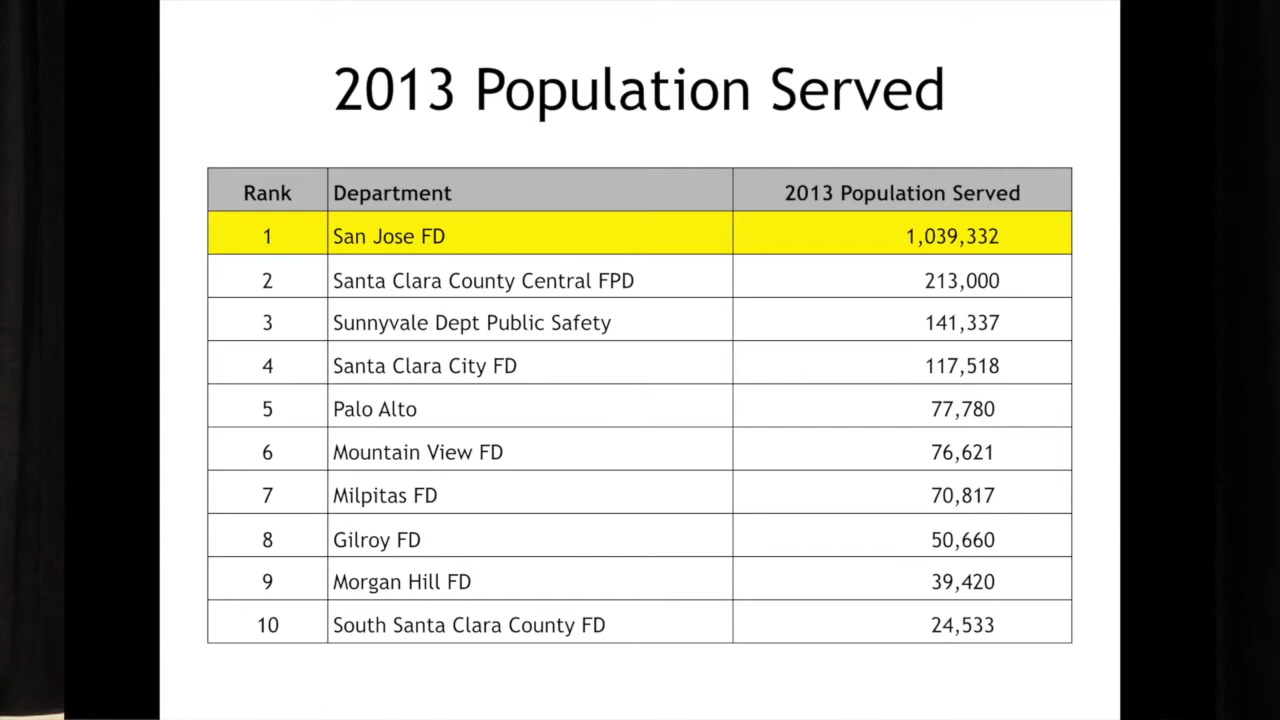 2013 Population Served
Rank Department 2013 Population Served
1 San Jose FD 1,039,332
2 Santa Clara County Central FPD 213,000
3 Sunnyvale Dept Public Safety 141,337
4 Santa Clara City FD 117,518
5 Palo Alto 77,780
6 Mountain View FD 76,621
7 Milpitas FD 70,817
8 Gilroy FD 50,660
9 Morgan Hill FD 39,420
10 South Santa Clara County FD 24,533